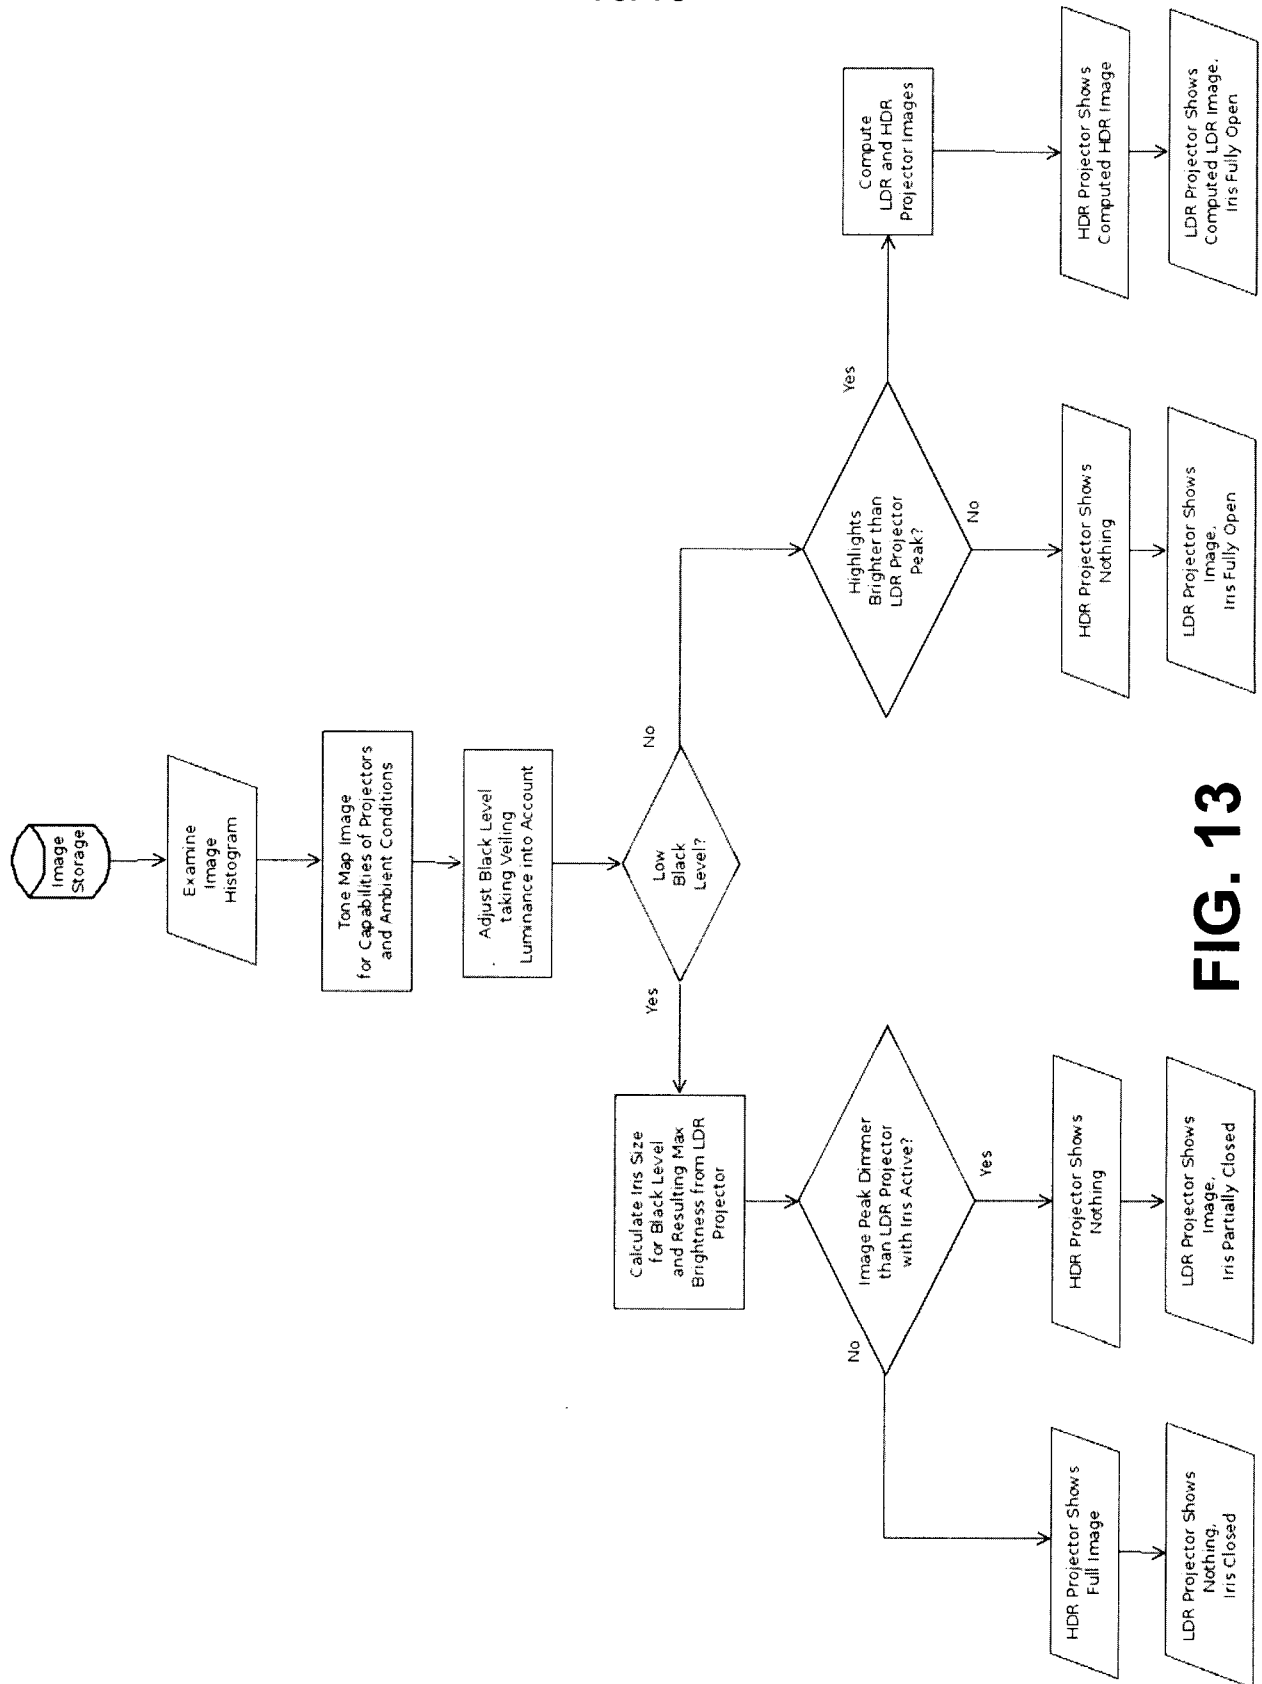 Image
Storage
Examine
Image
Histogram
Tone Map Image
for Capabilities of Projectors
and Ambient Conditions
Adjust Black Level
taking Veiling
Luminance into Account
Low
Black
Level?
Yes
No
Calculate Iris Size
for Black Level
and Resulting Max
Brightness from LDR
Projector
Image Peak Dimmer
than LDR Projector
with Iris Active?
No
Yes
HDR Projector Shows
Full Image
LDR Projector Shows
Nothing,
Iris Closed
HDR Projector Shows
Nothing
LDR Projector Shows
Image,
Iris Partially Closed
Highlights
Brighter than
LDR Projector
Peak?
No
Yes
HDR Projector Shows
Nothing
LDR Projector Shows
Image,
Iris Fully Open
Compute
LDR and HDR
Projector Images
HDR Projector Shows
Computed HDR Image
LDR Projector Shows
Computed LDR Image,
Iris Fully Open
FIG. 13